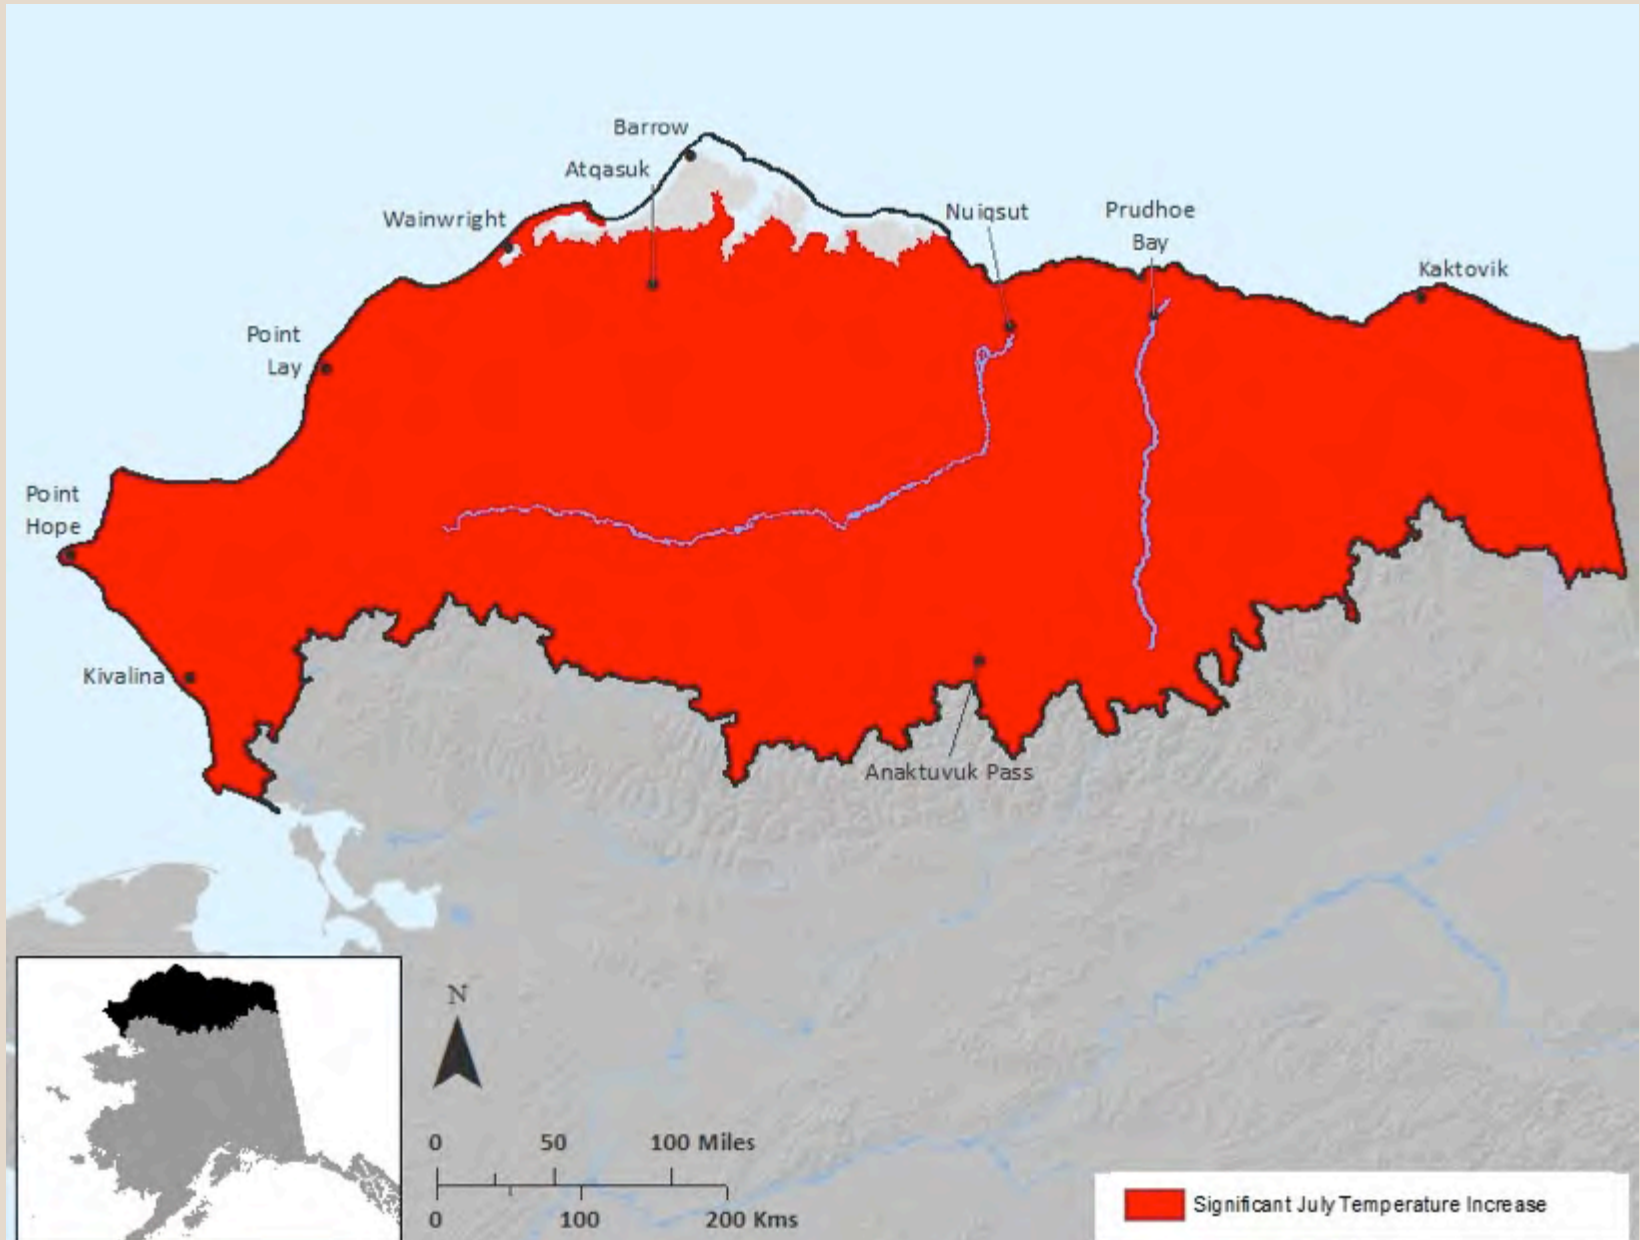 Barrow
Atqasuk
Wainwright
Nuiqsut
Prudhoe
Bay
Kaktovik
Point
Lay
Point
Hope
Kivalina
Anaktuvuk Pass
N
0 50 100 Miles
0 100 200 Kms
Significant July Temperature Increase